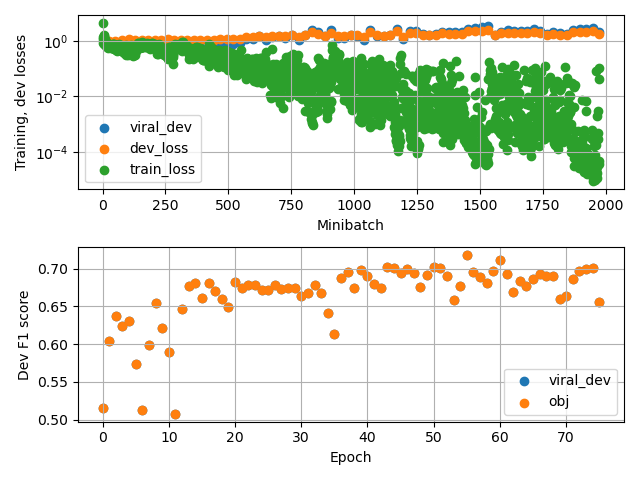 Training, dev losses
10⁰
10⁻²
10⁻⁴
viral_dev
dev_loss
train_loss
0 250 500 750 1000 1250 1500 1750 2000
Minibatch
Dev F1 score
0.70
0.65
0.60
0.55
0.50
viral_dev
obj
0 10 20 30 40 50 60 70
Epoch